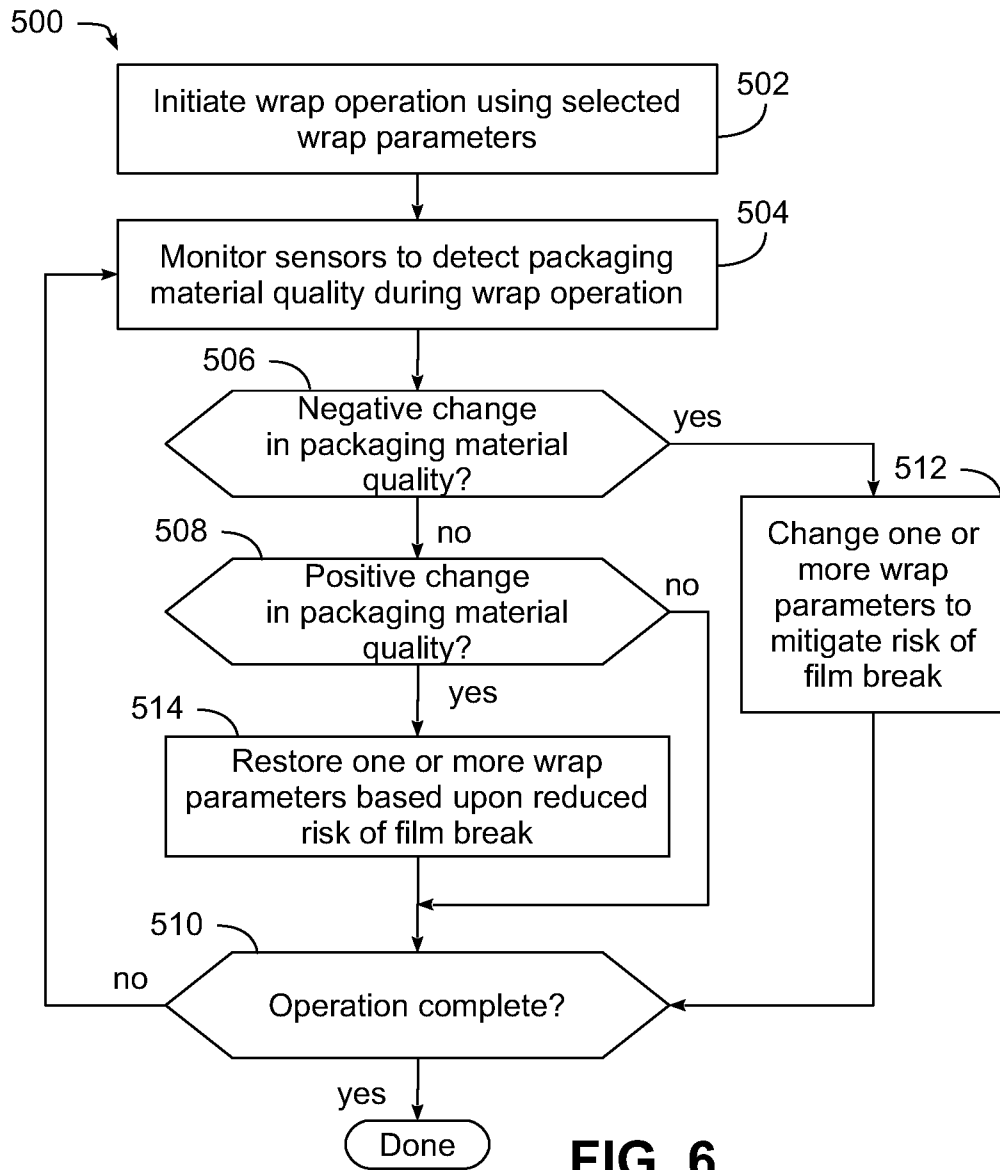 500
502
Initiate wrap operation using selected
wrap parameters
504
Monitor sensors to detect packaging
material quality during wrap operation
506
Negative change
in packaging material
quality?
yes
512
no
508
Positive change
in packaging material
quality?
no
Change one or
more wrap
parameters to
mitigate risk of
film break
yes
514
Restore one or more wrap
parameters based upon reduced
risk of film break
510
no
Operation complete?
yes
Done
FIG. 6